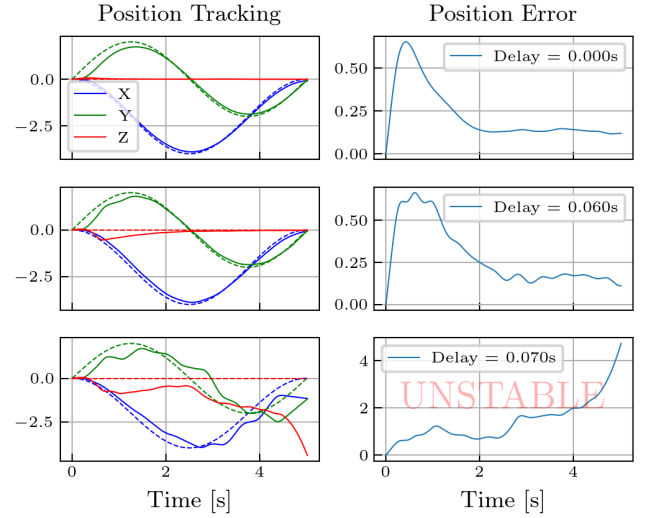 Position Tracking
Position Error
0.0
−2.5
X
Y
Z
0.50
0.25
0.00
Delay = 0.000s
0.0
−2.5
0.50
0.25
0.00
Delay = 0.060s
0.0
−2.5
0
2
4
Time [s]
4
2
0
Delay = 0.070s
UNSTABLE
0
2
4
Time [s]